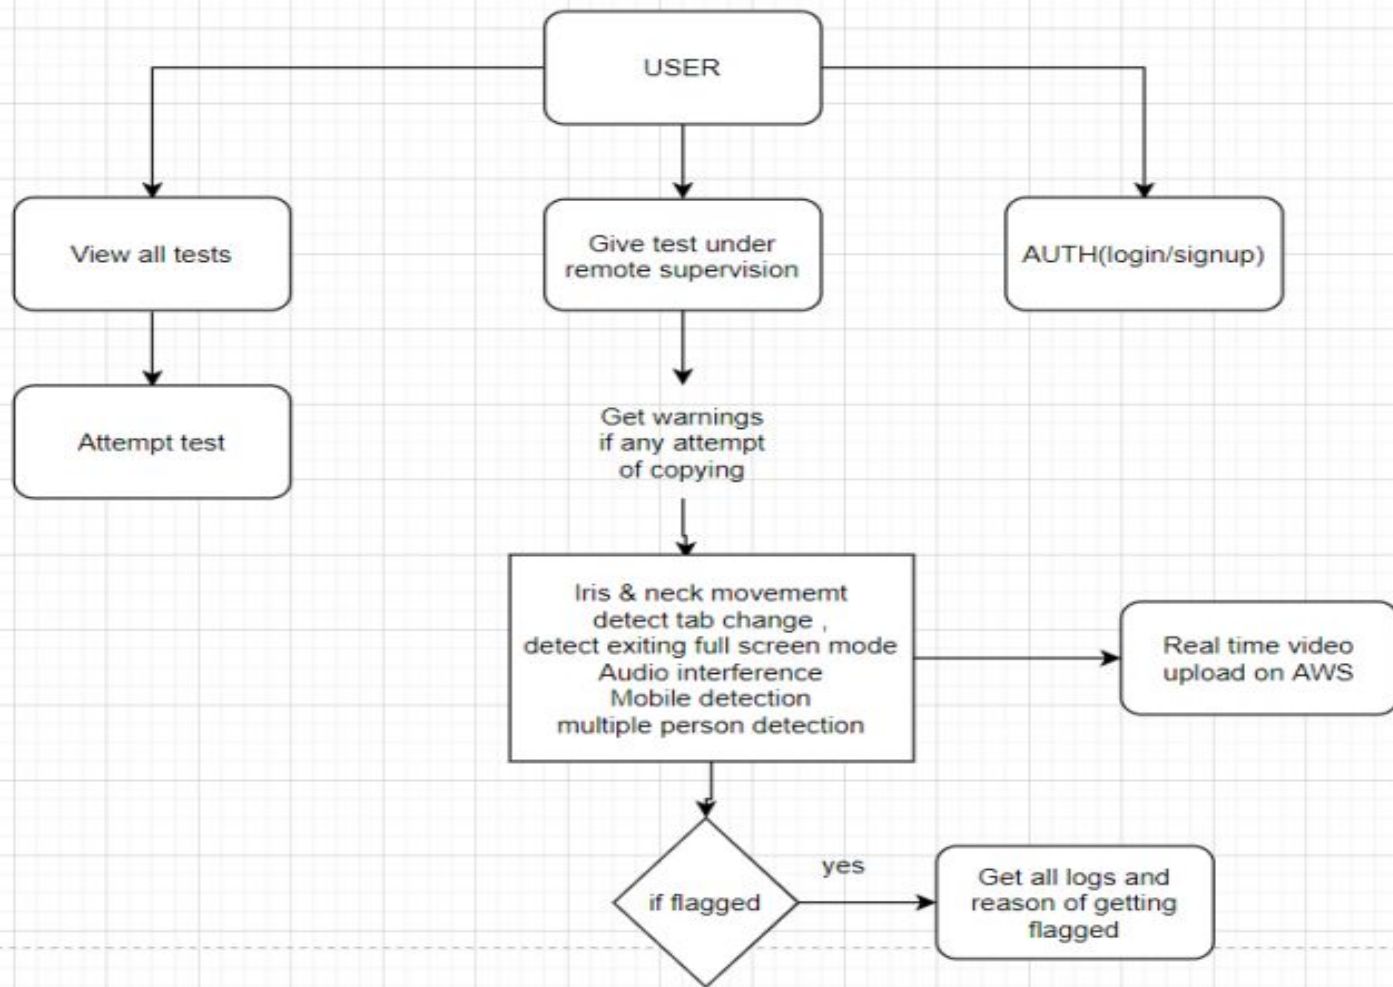 USER
View all tests
Give test under
remote supervision
AUTH(login/signup)
Attempt test
Get warnings
if any attempt
of copying
Iris & neck movememt
detect tab change ,
detect exiting full screen mode
Audio interference
Mobile detection
multiple person detection
Real time video
upload on AWS
if flagged
yes
Get all logs and
reason of getting
flagged